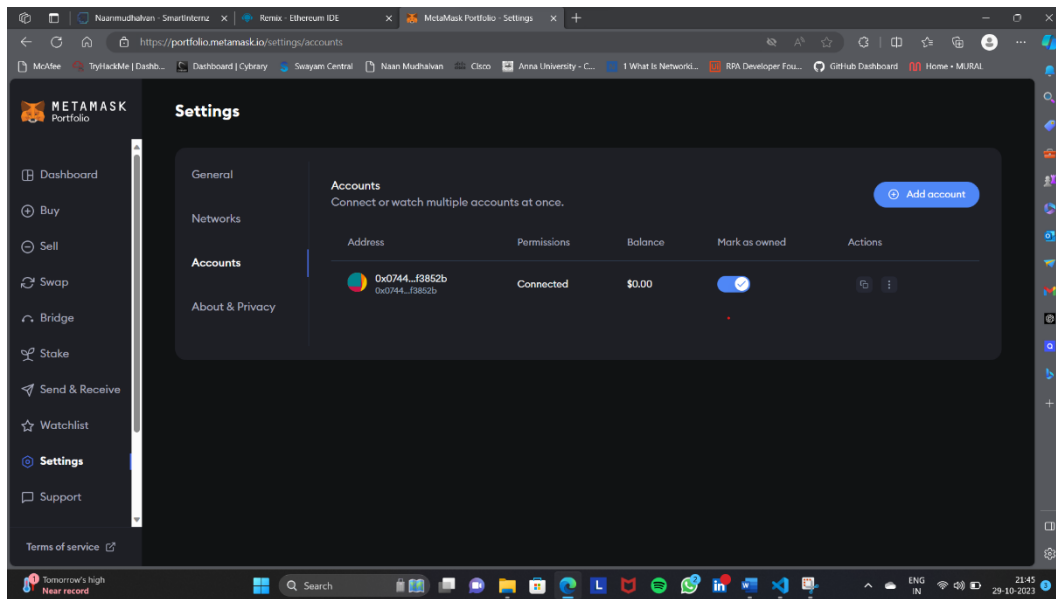 Naanmudhalvan - SmartInternz
Remix - Ethereum IDE
MetaMask Portfolio - Settings
https://portfolio.metamask.io/settings/accounts
McAfee
TryHackMe | Dashb...
Dashboard | Cybrary
Swayam Central
Naan Mudhalvan
Cisco
Anna University - C...
1 What Is Networki...
RPA Developer Fou...
GitHub Dashboard
Home • MURAL
METAMASK
Portfolio
Settings
Dashboard
Buy
Sell
Swap
Bridge
Stake
Send & Receive
Watchlist
Settings
Support
Terms of service
General
Networks
Accounts
About & Privacy
Accounts
Connect or watch multiple accounts at once.
Add account
Address Permissions Balance Mark as owned Actions
0x0744...f3852b Connected $0.00
0x0744...f3852b
Tomorrow's high
Near record
Search
ENG
IN
21:45
29-10-2023